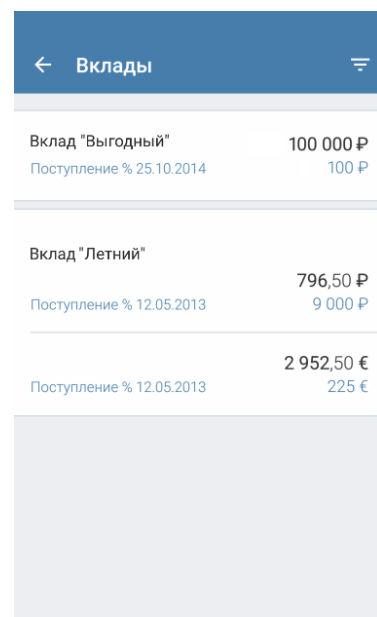 Вклады
Вклад "Выгодный" 100 000 ₽
Поступление % 25.10.2014 100 ₽
Вклад "Летний"
796,50 ₽
Поступление % 12.05.2013 9 000 ₽
2 952,50 €
Поступление % 12.05.2013 225 €